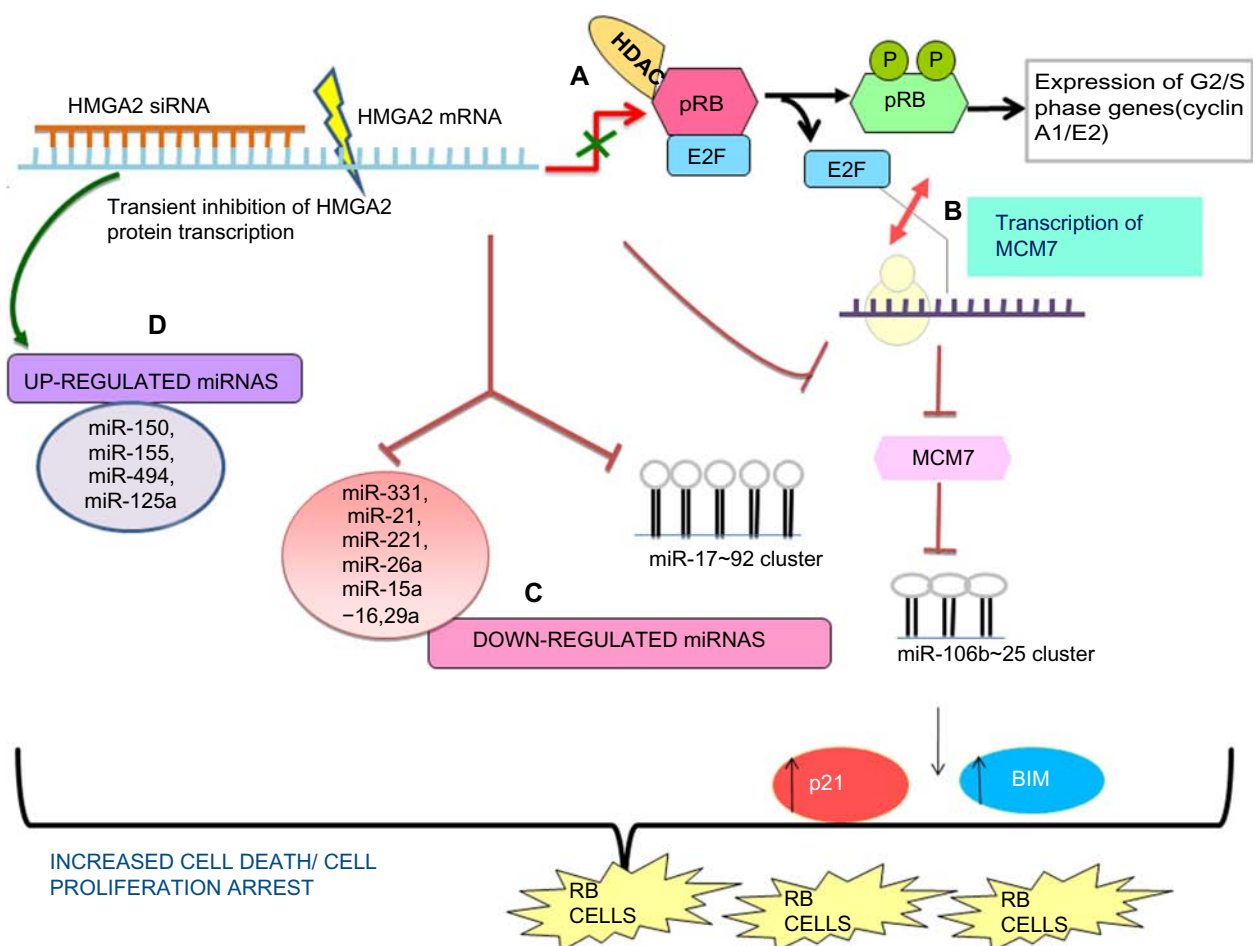 HMGA2 siRNA
HMGA2 mRNA
Transient inhibition of HMGA2
protein transcription
A
HDAC
pRB
E2F
P
P
pRB
E2F
Expression of G2/S
phase genes(cyclin
A1/E2)
B
Transcription of
MCM7
D
UP-REGULATED miRNAS
miR-150,
miR-155,
miR-494,
miR-125a
miR-331,
miR-21,
miR-221,
miR-26a
miR-15a
−16,29a
C
DOWN-REGULATED miRNAS
miR-17~92 cluster
MCM7
miR-106b~25 cluster
p21
BIM
INCREASED CELL DEATH/ CELL
PROLIFERATION ARREST
RB
CELLS
RB
CELLS
RB
CELLS